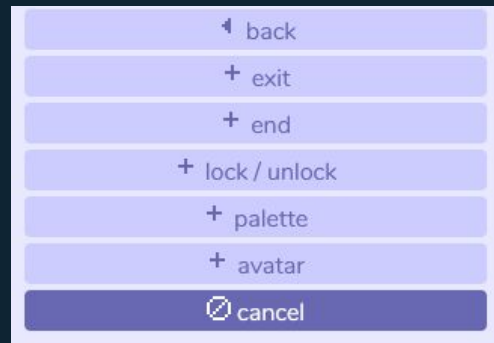 back
+ exit
+ end
+ lock / unlock
+ palette
+ avatar
cancel